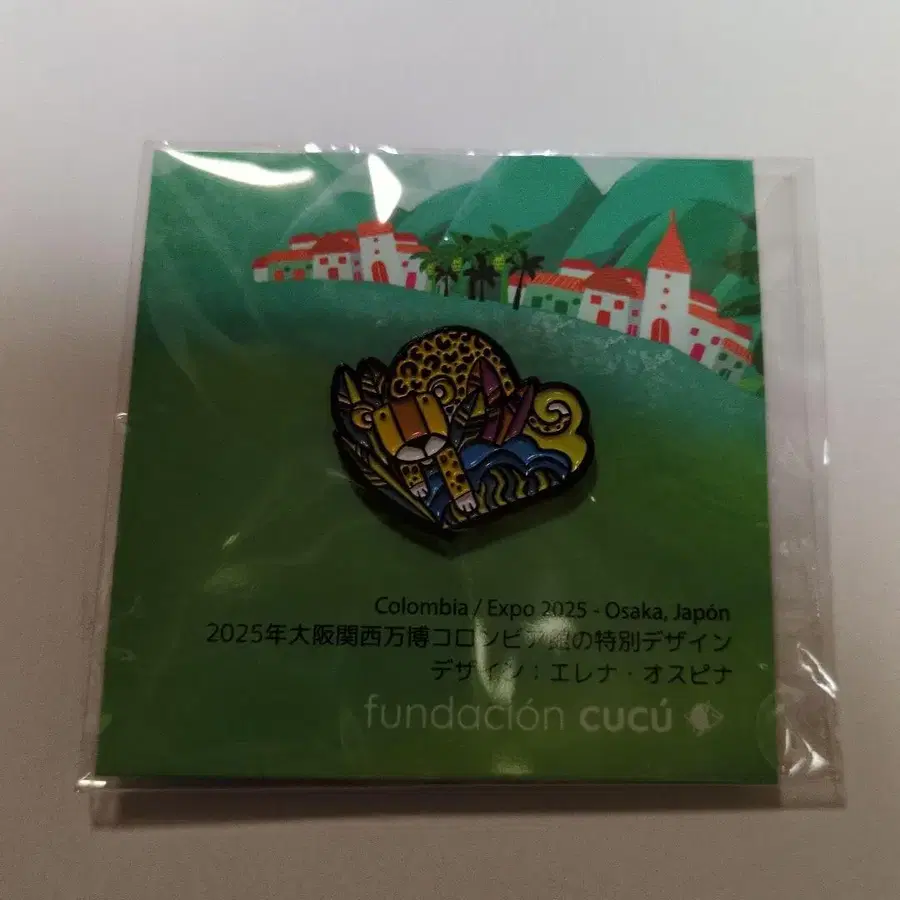 Colombia / Expo 2025 - Osaka, Japón
2025年大阪関西万博コロンビア館の特別デザイン
デザイン：エレナ・オスピナ
fundación cucú